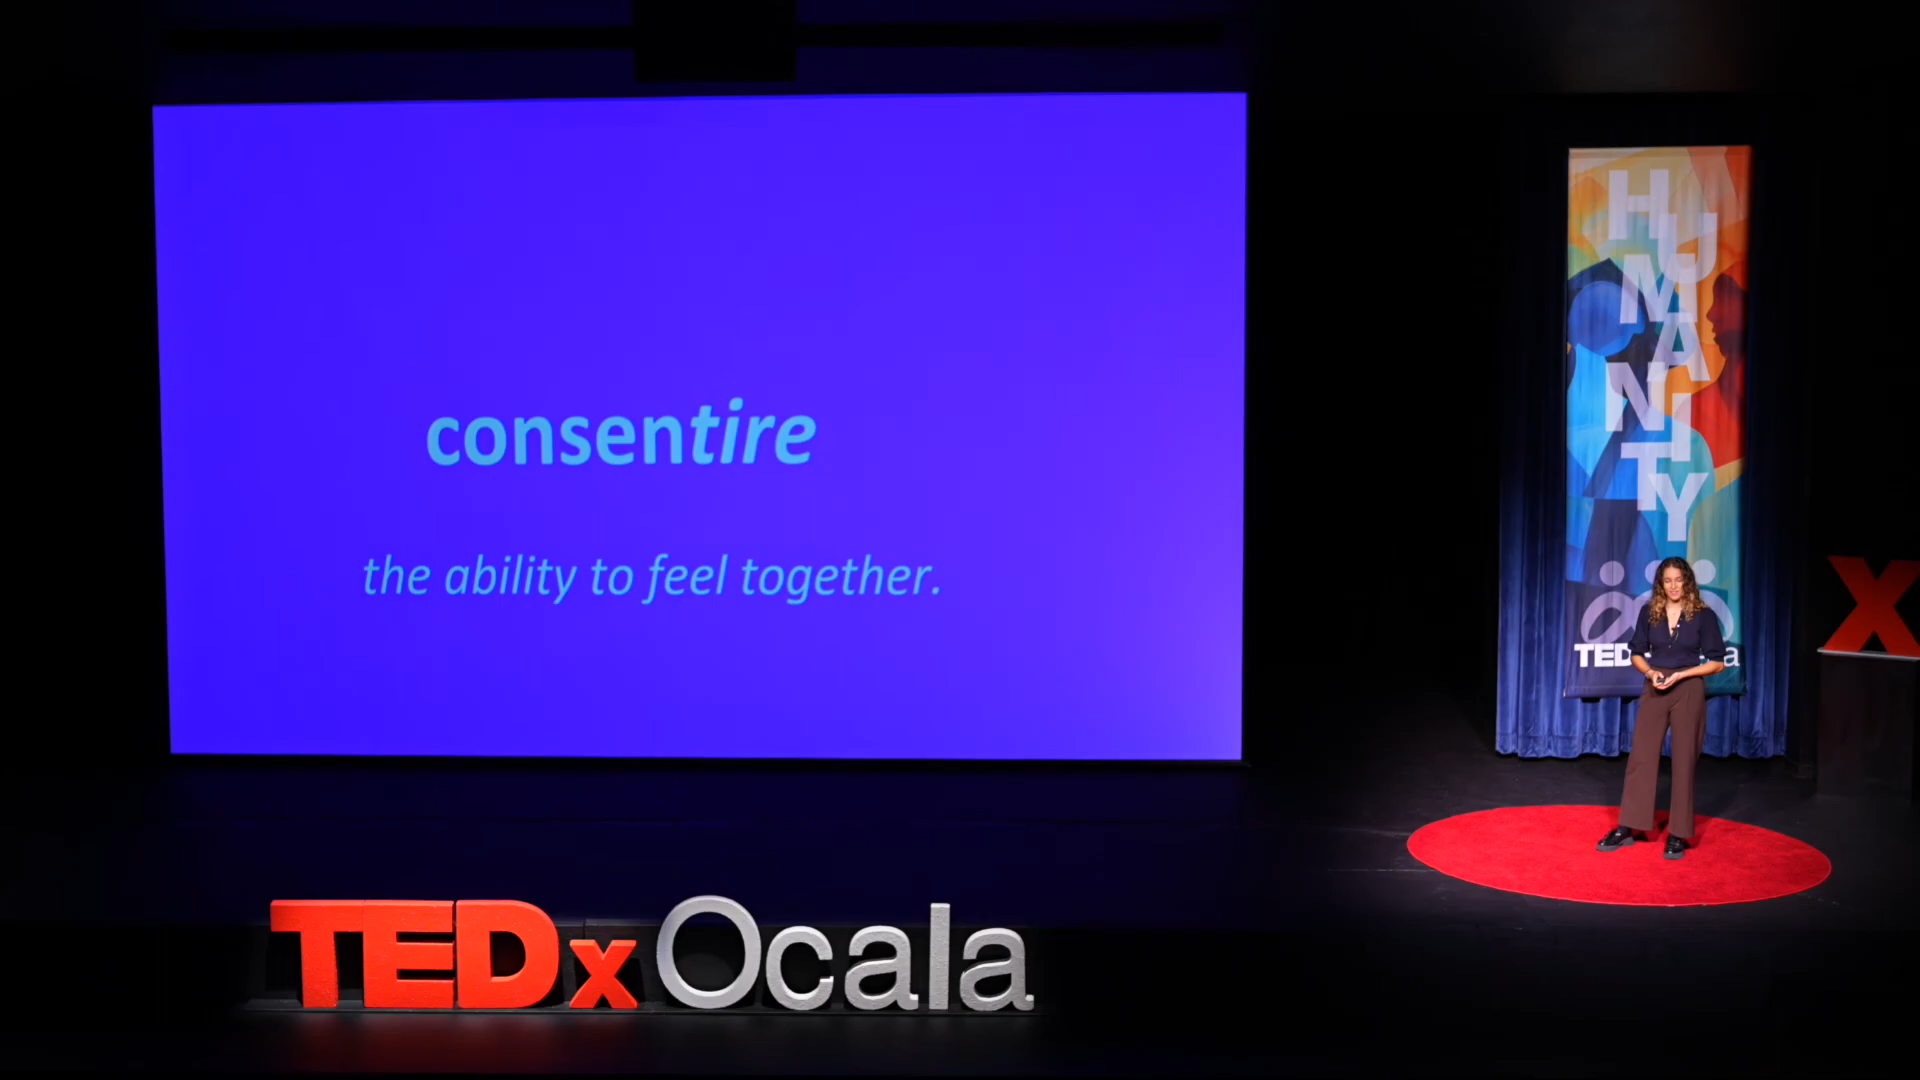 consentire
the ability to feel together.
HUMANITY
TED
a
X
TEDxOcala